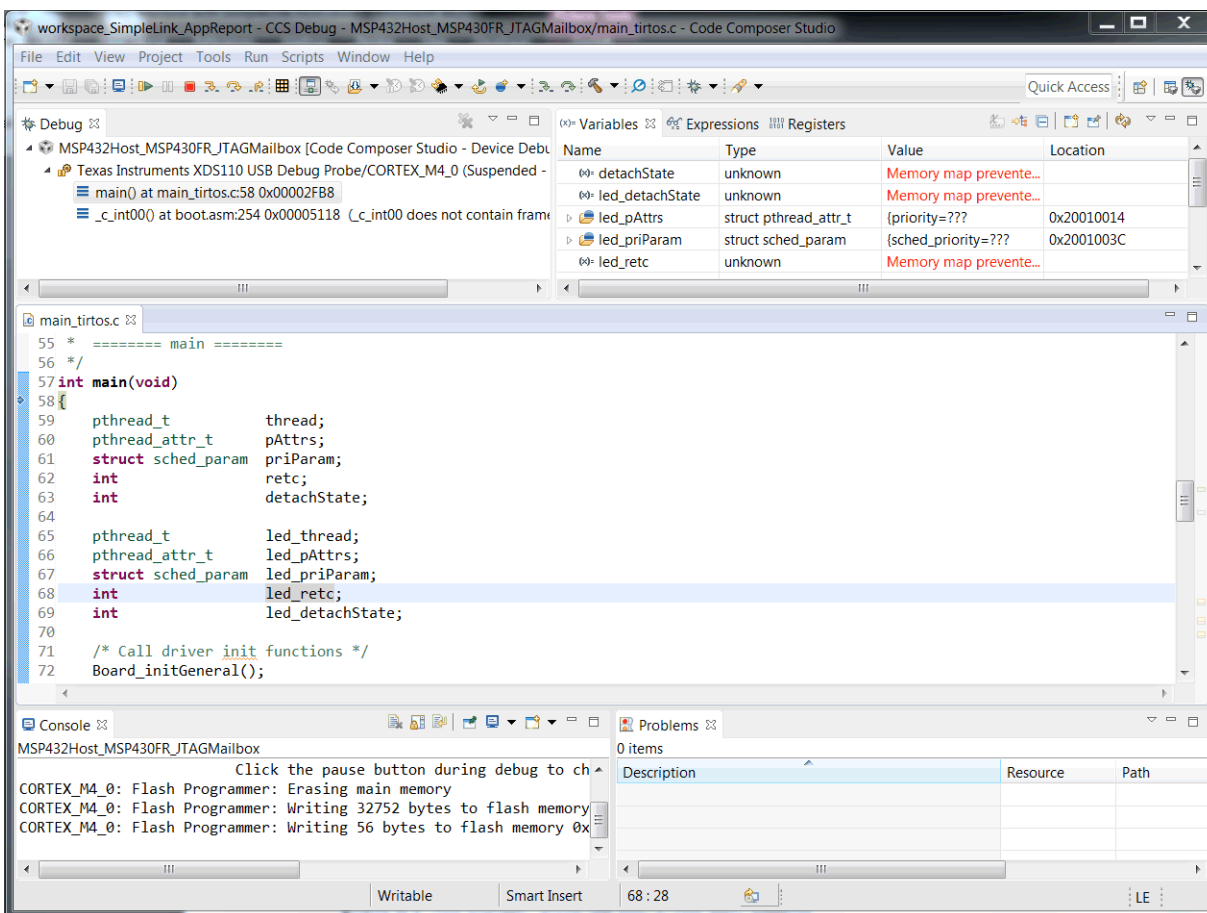 workspace_SimpleLink_AppReport - CCS Debug - MSP432Host_MSP430FR_JTAGMailbox/main_tirtos.c - Code Composer Studio
File Edit View Project Tools Run Scripts Window Help
Quick Access
Debug
MSP432Host_MSP430FR_JTAGMailbox [Code Composer Studio - Device Debu
Texas Instruments XDS110 USB Debug Probe/CORTEX_M4_0 (Suspended -
main() at main_tirtos.c:58 0x00002FB8
_c_int00() at boot.asm:254 0x00005118 (_c_int00 does not contain frame
(x)= Variables Expressions Registers
Name Type Value Location
(x)= detachState unknown Memory map prevente...
(x)= led_detachState unknown Memory map prevente...
led_pAttrs struct pthread_attr_t {priority=??? 0x20010014
led_priParam struct sched_param {sched_priority=??? 0x2001003C
(x)= led_retc unknown Memory map prevente...
main_tirtos.c
55 * ======== main ========
56 */
57 int main(void)
58 {
59 pthread_t thread;
60 pthread_attr_t pAttrs;
61 struct sched_param priParam;
62 int retc;
63 int detachState;
64
65 pthread_t led_thread;
66 pthread_attr_t led_pAttrs;
67 struct sched_param led_priParam;
68 int led_retc;
69 int led_detachState;
70
71 /* Call driver init functions */
72 Board_initGeneral();
Console
MSP432Host_MSP430FR_JTAGMailbox
Click the pause button during debug to ch
CORTEX_M4_0: Flash Programmer: Erasing main memory
CORTEX_M4_0: Flash Programmer: Writing 32752 bytes to flash memory
CORTEX_M4_0: Flash Programmer: Writing 56 bytes to flash memory 0x
Problems
0 items
Description Resource Path
Writable Smart Insert 68 : 28 LE